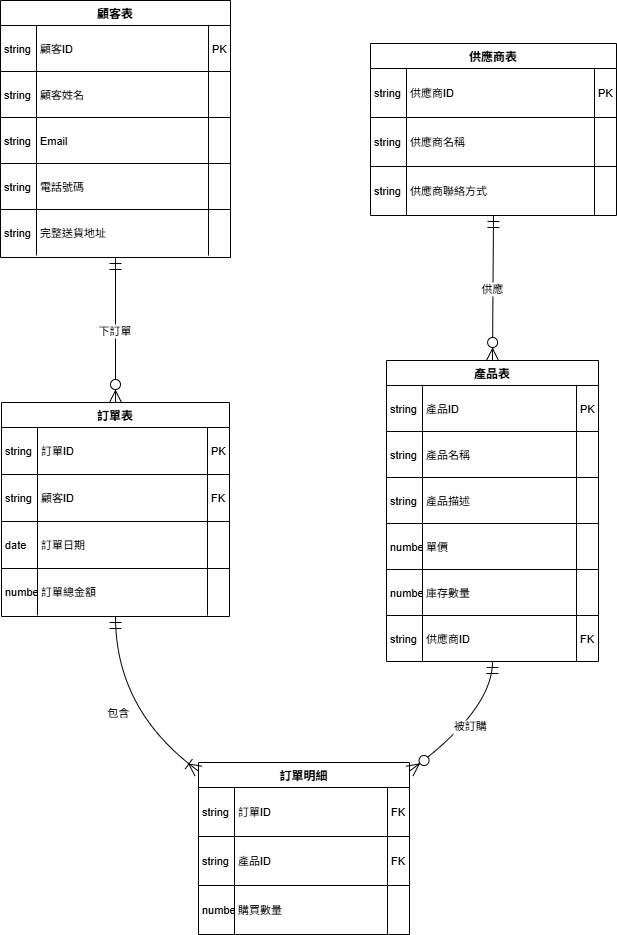 顧客表
string 顧客ID PK
string 顧客姓名
string Email
string 電話號碼
string 完整送貨地址
供應商表
string 供應商ID PK
string 供應商名稱
string 供應商聯絡方式
下訂單
供應
訂單表
string 訂單ID PK
string 顧客ID FK
date 訂單日期
numbe 訂單總金額
產品表
string 產品ID PK
string 產品名稱
string 產品描述
numbe 單價
numbe 庫存數量
string 供應商ID FK
包含
被訂購
訂單明細
string 訂單ID FK
string 產品ID FK
numbe 購買數量